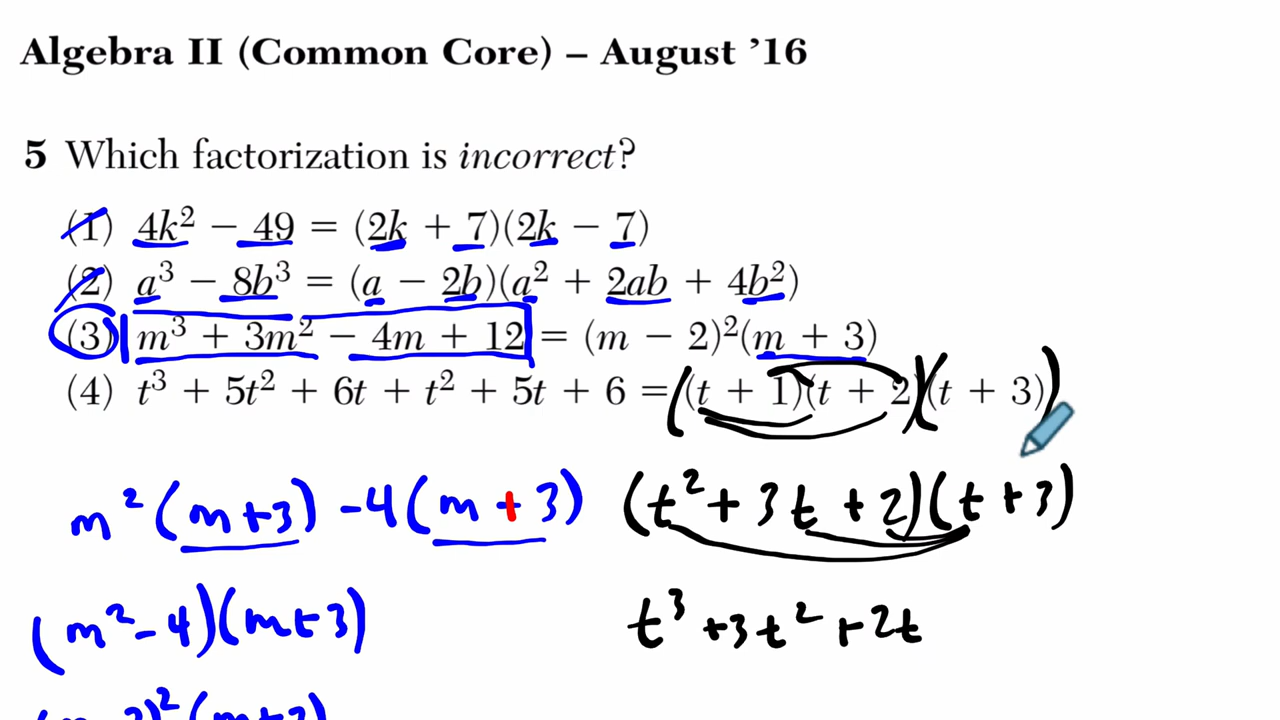 Algebra II (Common Core) – August ’16
5 Which factorization is incorrect?
(1) 4k² − 49 = (2k + 7)(2k − 7)
(2) a³ − 8b³ = (a − 2b)(a² + 2ab + 4b²)
(3) m³ + 3m² − 4m + 12 = (m − 2)²(m + 3)
(4) t³ + 5t² + 6t + t² + 5t + 6 = (t + 1)(t + 2)(t + 3)
m²(m+3) −4(m+3)
(t²+3t+2)(t+3)
(m²−4)(m+3)
t³+3t²+2t